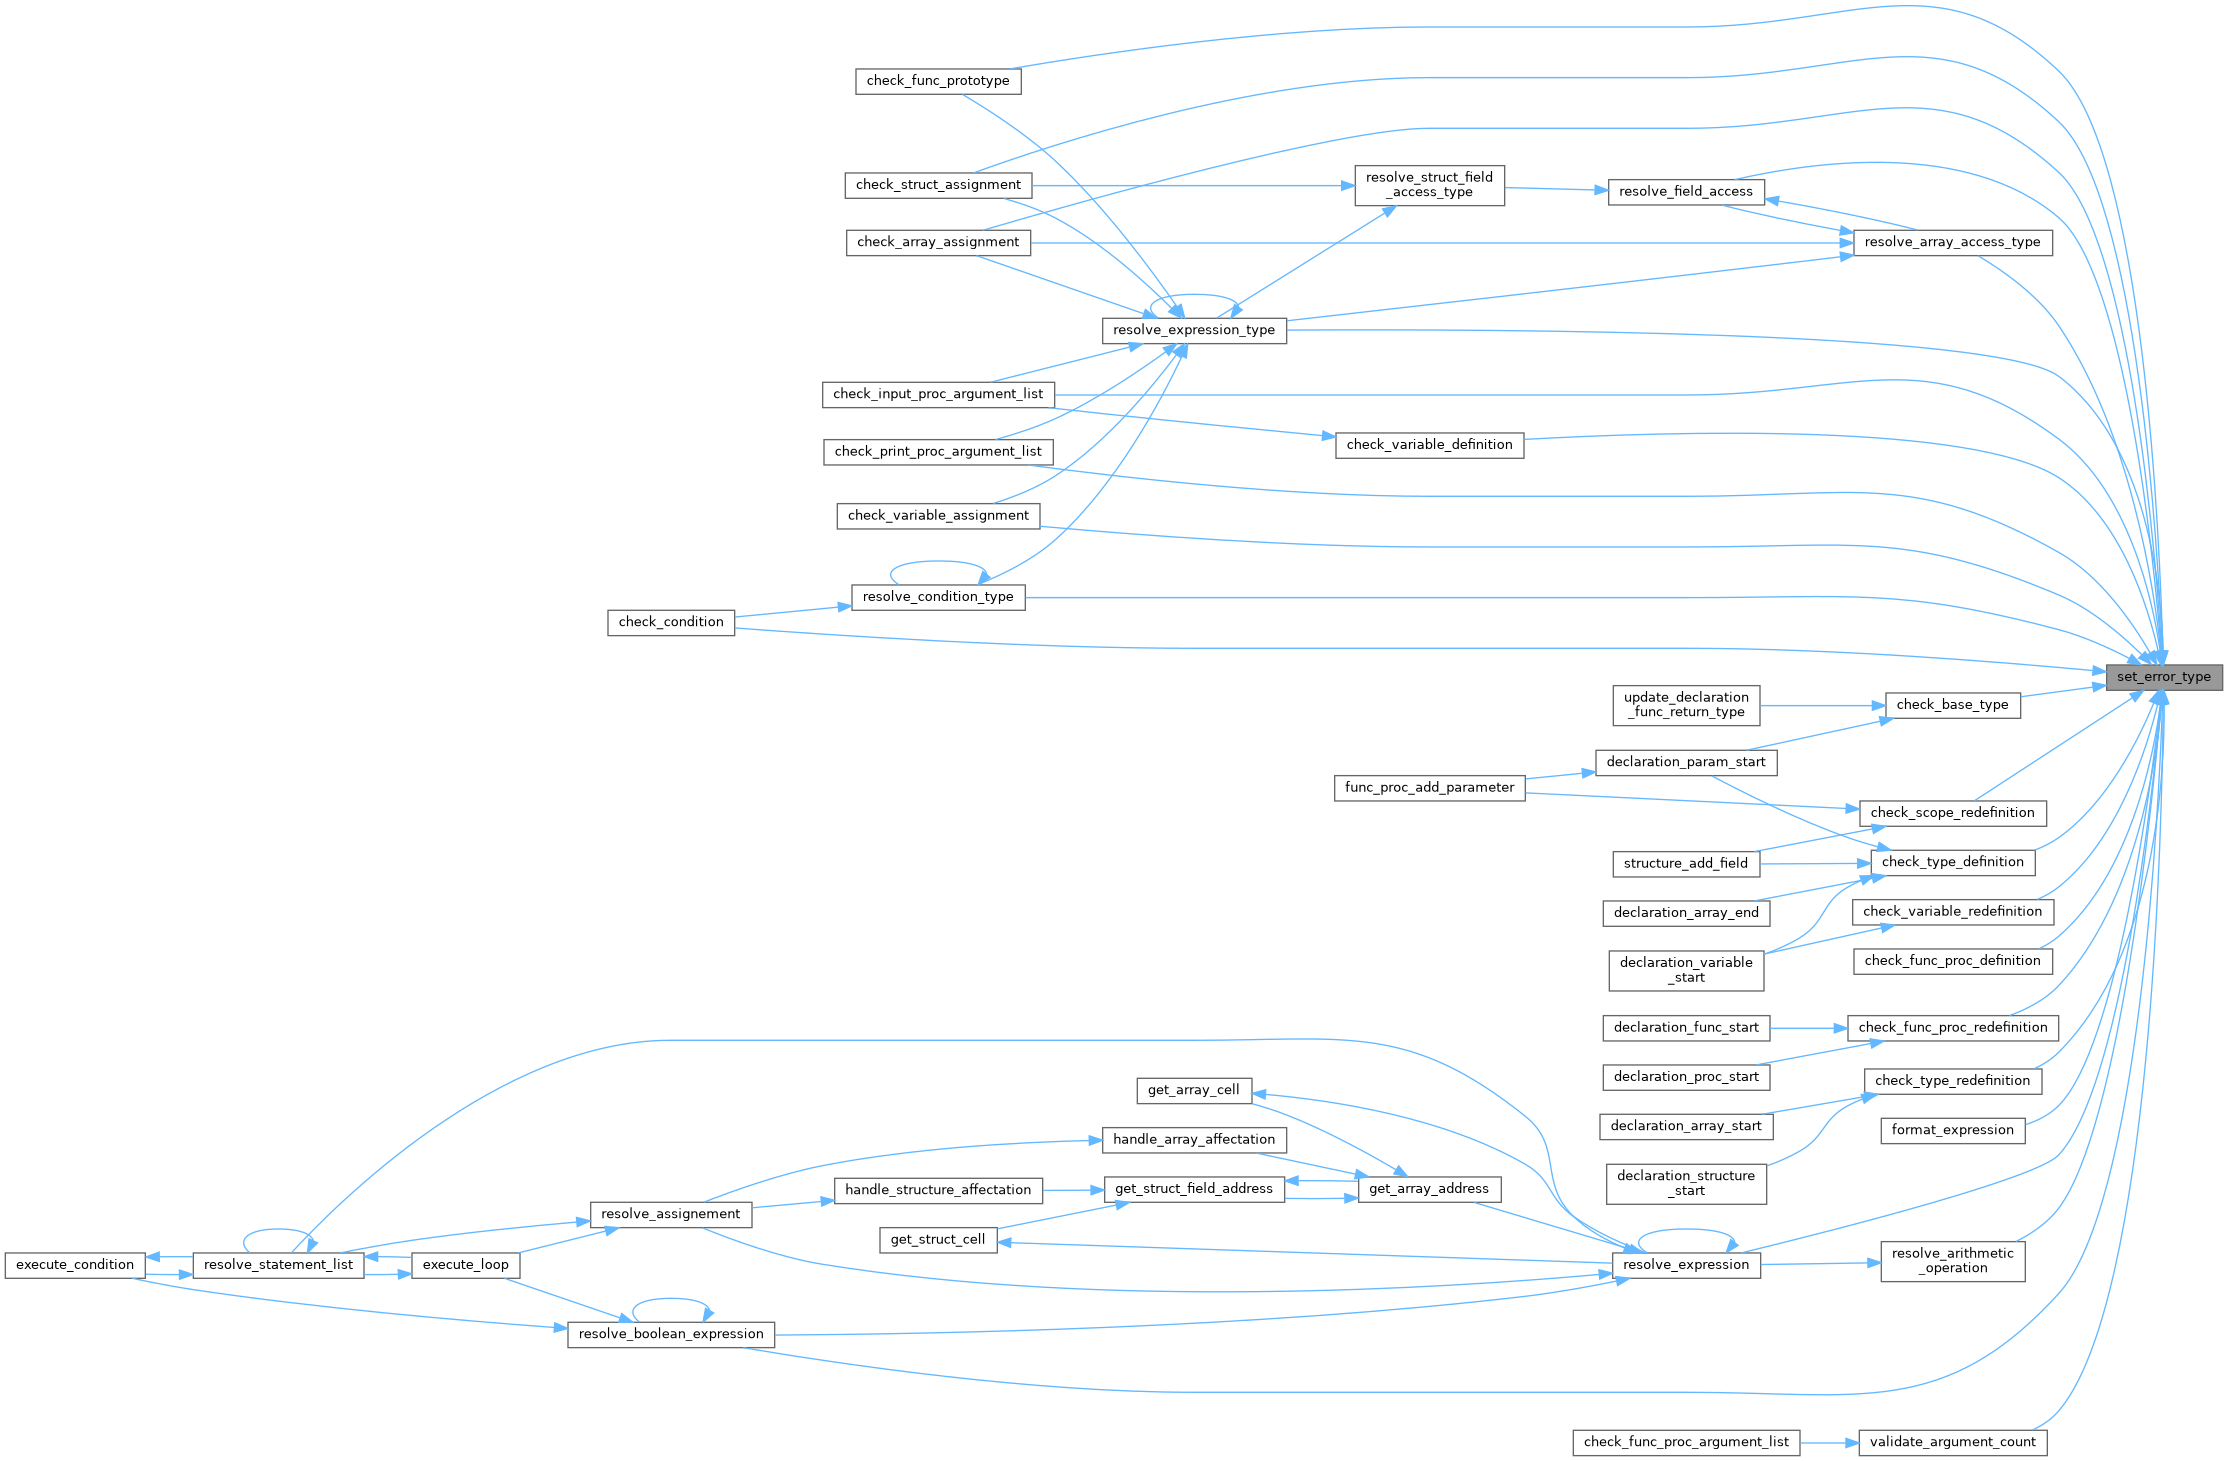 check_func_prototype
check_struct_assignment
resolve_struct_field
_access_type
resolve_field_access
check_array_assignment
resolve_array_access_type
resolve_expression_type
check_input_proc_argument_list
check_print_proc_argument_list
check_variable_definition
check_variable_assignment
resolve_condition_type
check_condition
set_error_type
update_declaration
_func_return_type
check_base_type
declaration_param_start
func_proc_add_parameter
check_scope_redefinition
structure_add_field
check_type_definition
declaration_array_end
check_variable_redefinition
declaration_variable
_start
check_func_proc_definition
declaration_func_start
check_func_proc_redefinition
declaration_proc_start
check_type_redefinition
get_array_cell
declaration_array_start
format_expression
handle_array_affectation
declaration_structure
_start
handle_structure_affectation
get_struct_field_address
get_array_address
resolve_assignement
get_struct_cell
execute_condition
resolve_statement_list
execute_loop
resolve_expression
resolve_arithmetic
_operation
resolve_boolean_expression
check_func_proc_argument_list
validate_argument_count